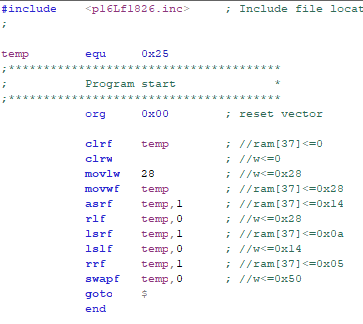 #include <p16Lf1826.inc> ; Include file locat
;
temp equ 0x25
;***************************************
; Program start *
;***************************************
org 0x00 ; reset vector
clrf temp ; //ram[37]<=0
clrw ; //w<=0
movlw 28 ; //w<=0x28
movwf temp ; //ram[37]<=0x28
asrf temp,1 ; //ram[37]<=0x14
rlf temp,0 ; //w<=0x28
lsrf temp,1 ; //ram[37]<=0x0a
lslf temp,0 ; //w<=0x14
rrf temp,1 ; //ram[37]<=0x05
swapf temp,0 ; //w<=0x50
goto $
end